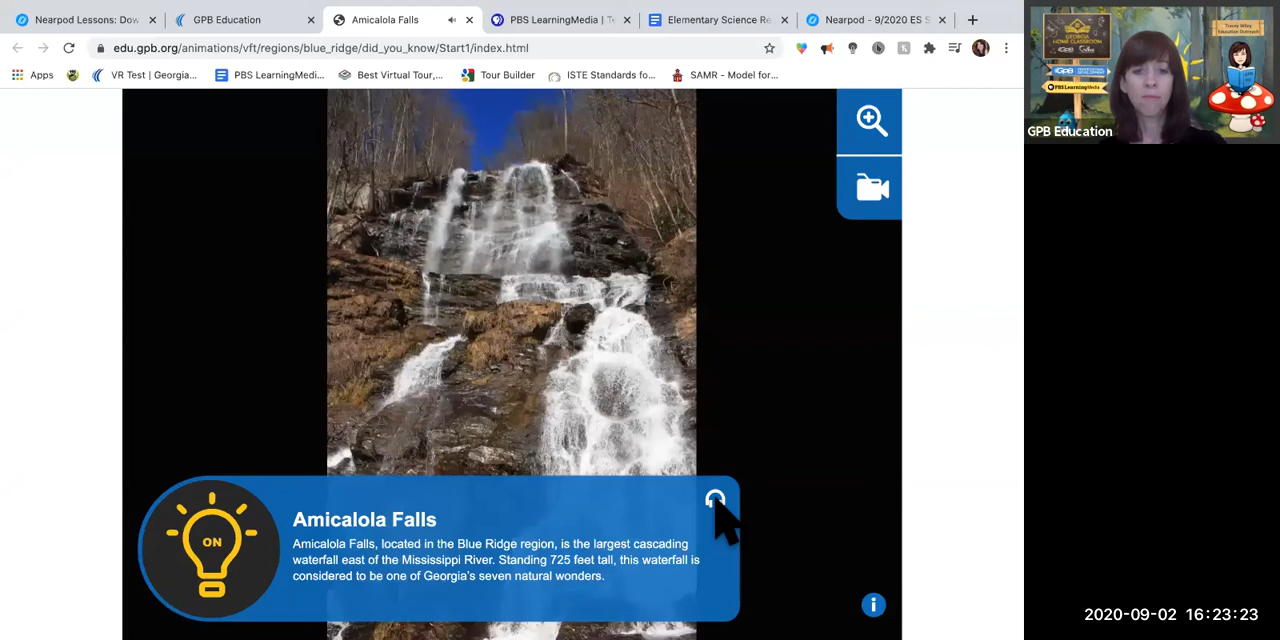 Nearpod Lessons: Dow
GPB Education
Amicalola Falls
PBS LearningMedia | Te
Elementary Science Re
Nearpod - 9/2020 ES S
edu.gpb.org/animations/vft/regions/blue_ridge/did_you_know/Start1/index.html
Apps
VR Test | Georgia...
PBS LearningMedi...
Best Virtual Tour,...
Tour Builder
ISTE Standards fo...
SAMR - Model for...
GPB Education
ON
Amicalola Falls
Amicalola Falls, located in the Blue Ridge region, is the largest cascading
waterfall east of the Mississippi River. Standing 725 feet tall, this waterfall is
considered to be one of Georgia's seven natural wonders.
i
2020-09-02 16:23:23